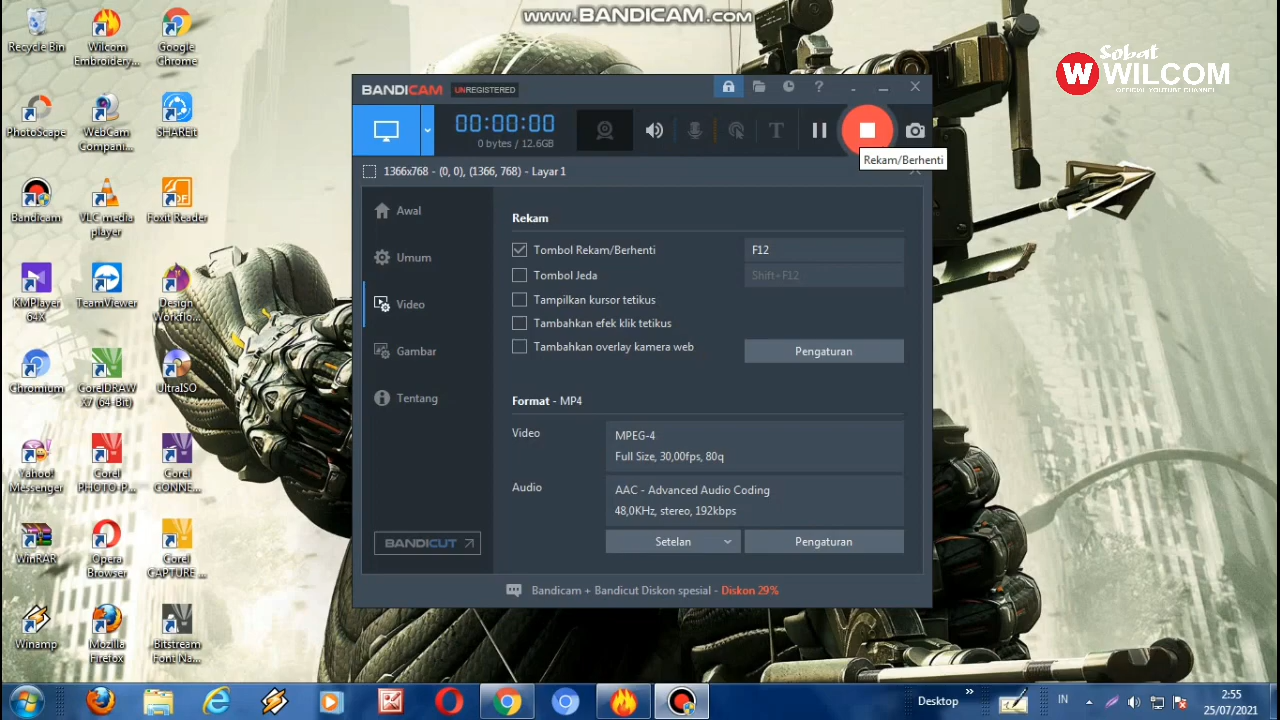 www.BANDICAM.com
Recycle Bin
Wilcom
Embroidery...
Google
Chrome
Sobat
W WILCOM
OFFICIAL YOUTUBE CHANNEL
PhotoScape
WebCam
Compani...
SHAREit
Bandicam
VLC media
player
Foxit Reader
KMPlayer
64X
TeamViewer
Design
Workflo...
Chromium
CorelDRAW
X7 (64-Bit)
UltraISO
Yahoo!
Messenger
Corel
PHOTO-P...
Corel
CONNE...
WinRAR
Opera
Browser
Corel
CAPTURE ...
Winamp
Mozilla
Firefox
Bitstream
Font Na...
BANDICAM UNREGISTERED
00:00:00
0 bytes / 12.6GB
Rekam/Berhenti
1366x768 - (0, 0), (1366, 768) - Layar 1
Awal
Umum
Video
Gambar
Tentang
BANDICUT
Rekam
Tombol Rekam/Berhenti F12
Tombol Jeda Shift+F12
Tampilkan kursor tetikus
Tambahkan efek klik tetikus
Tambahkan overlay kamera web Pengaturan
Format - MP4
Video MPEG-4
Full Size, 30,00fps, 80q
Audio AAC - Advanced Audio Coding
48,0KHz, stereo, 192kbps
Setelan Pengaturan
Bandicam + Bandicut Diskon spesial - Diskon 29%
Desktop » IN 2:55
25/07/2021